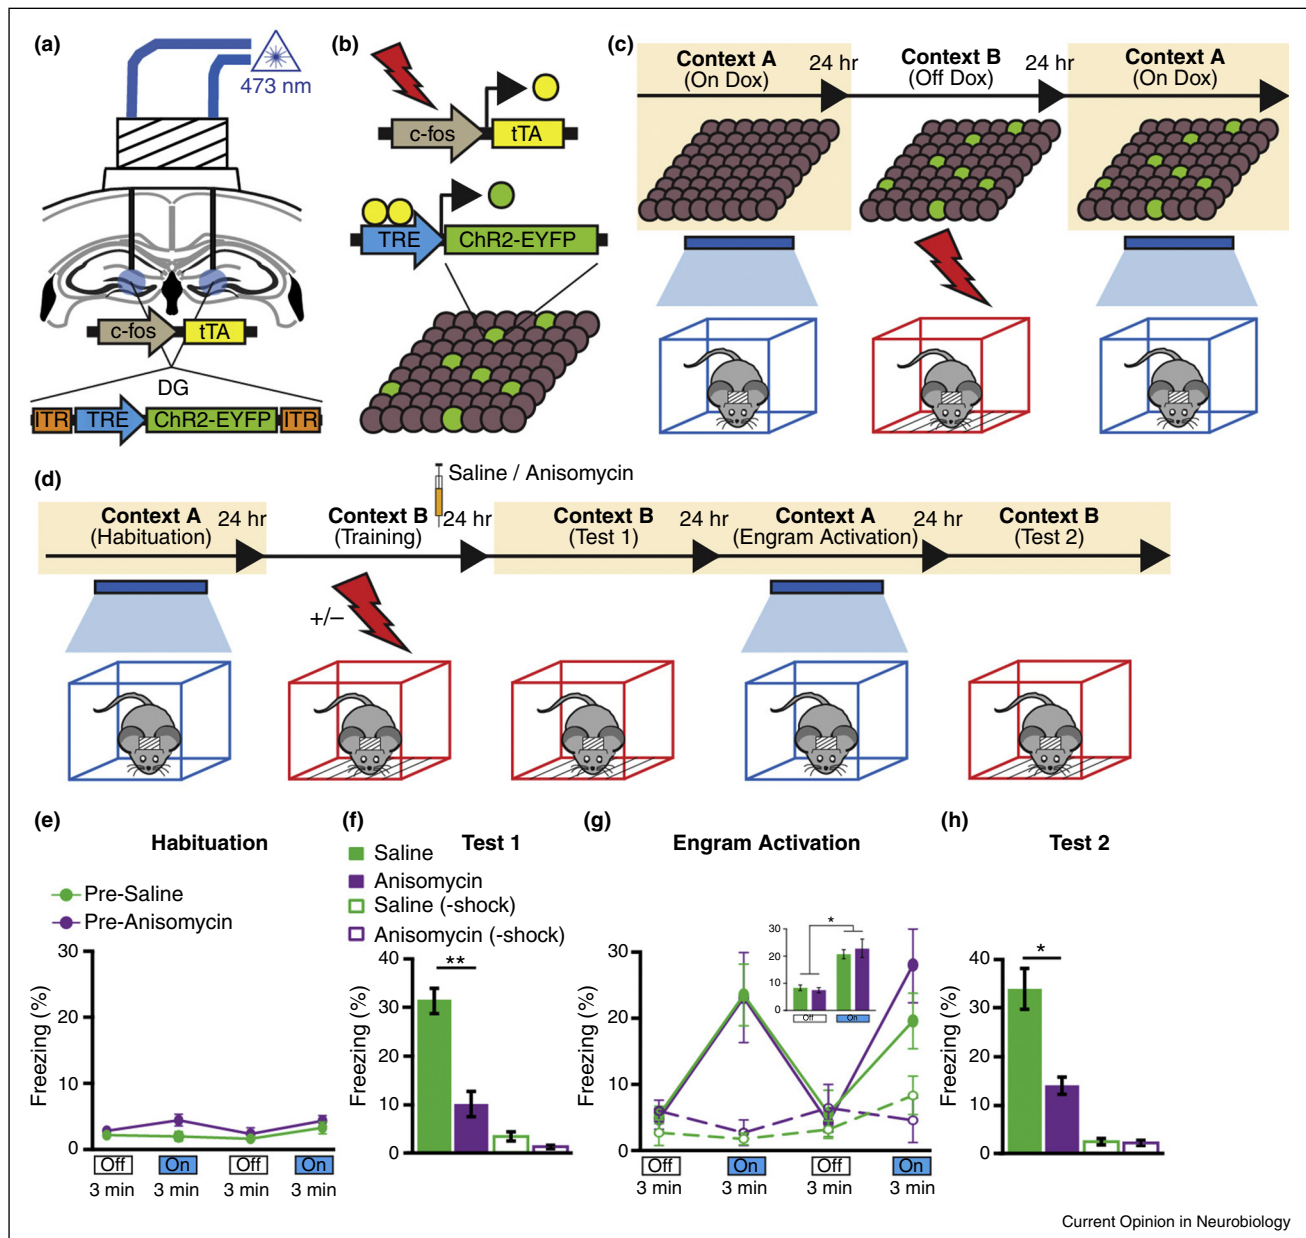 (a)
473 nm
c-fos
tTA
DG
ITR TRE ChR2-EYFP ITR
(b)
c-fos
tTA
TRE
ChR2-EYFP
(c)
Context A
(On Dox)
24 hr
Context B
(Off Dox)
24 hr
Context A
(On Dox)
(d)
Saline / Anisomycin
Context A
(Habituation)
24 hr
Context B
(Training)
24 hr
Context B
(Test 1)
24 hr
Context A
(Engram Activation)
24 hr
Context B
(Test 2)
+/–
(e)
Habituation
Pre-Saline
Pre-Anisomycin
Freezing (%)
30
20
10
0
Off On Off On
3 min 3 min 3 min 3 min
(f)
Test 1
Saline
Anisomycin
Saline (-shock)
Anisomycin (-shock)
Freezing (%)
40
30
20
10
0
**
(g)
Engram Activation
Freezing (%)
30
20
10
0
30
20
10
0
*
Off On
Off On Off On
3 min 3 min 3 min 3 min
(h)
Test 2
Freezing (%)
40
30
20
10
0
*
Current Opinion in Neurobiology